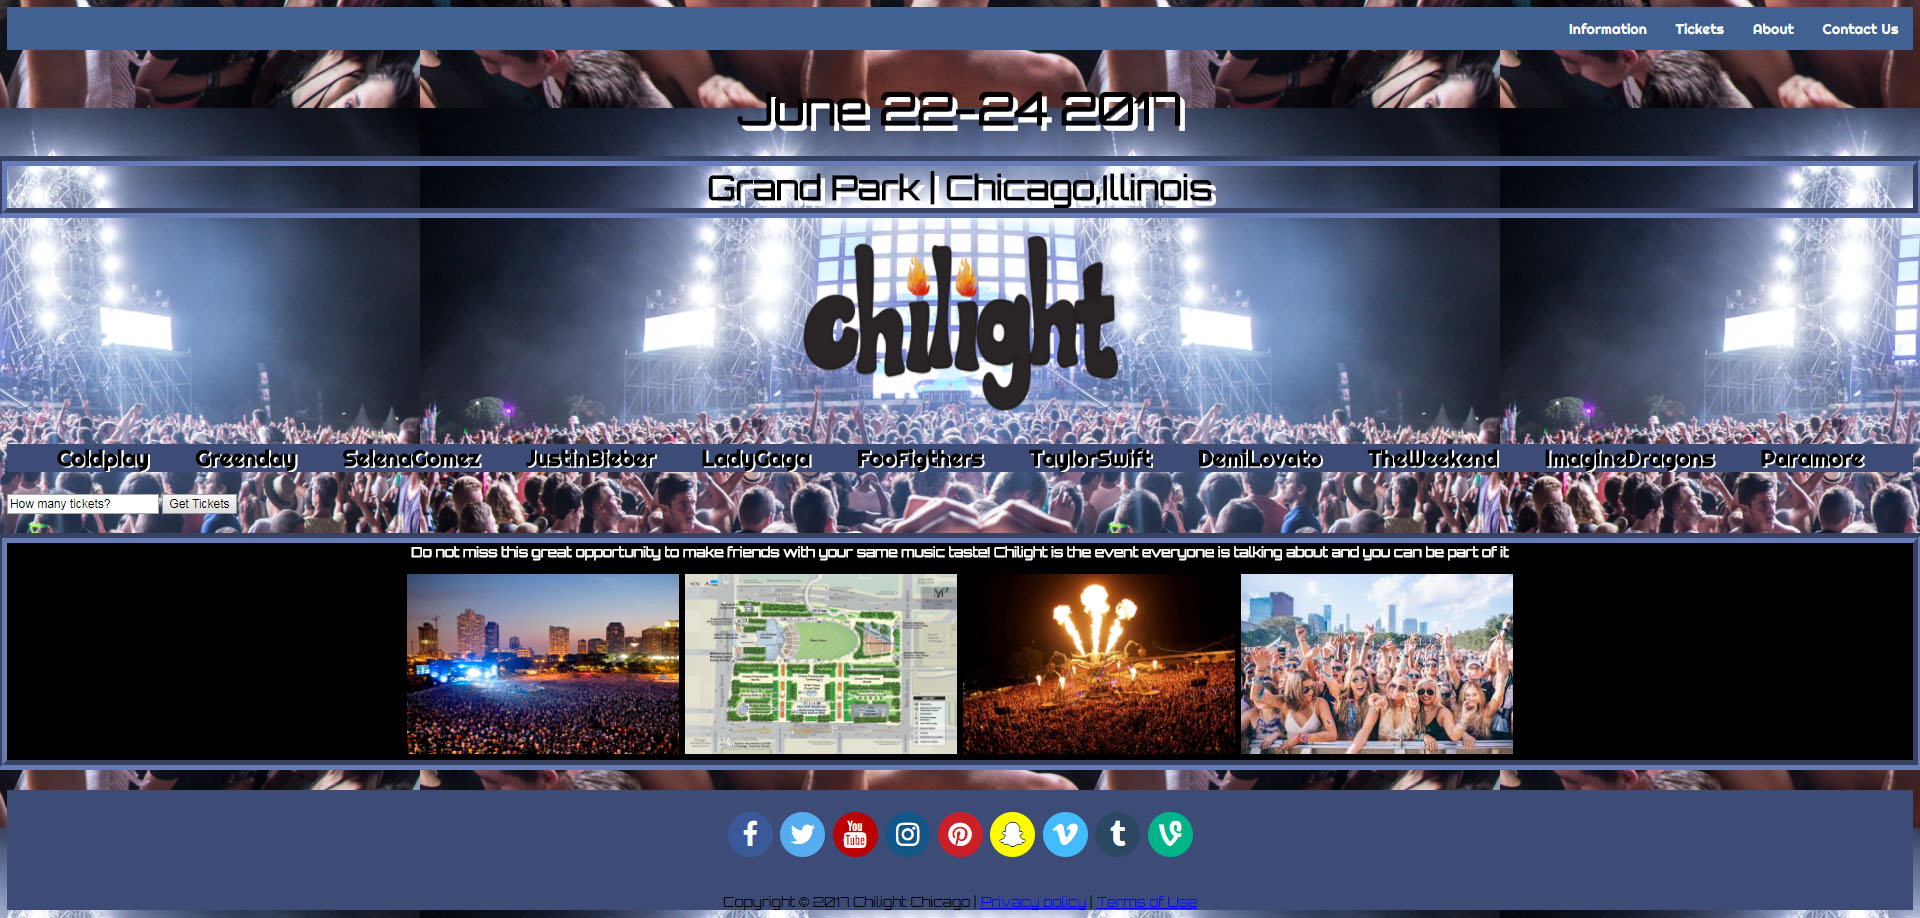 Information Tickets About Contact Us
June 22-24 2017
Grand Park | Chicago,Illinois
chilight
Coldplay Greenday SelenaGomez JustinBieber LadyGaga FooFigthers TaylorSwift DemiLovato TheWeekend ImagineDragons Paramore
How many tickets? Get Tickets
Do not miss this great opportunity to make friends with your same music taste! Chilight is the event everyone is talking about and you can be part of it
You
Tube
Copyright © 2017 Chilight Chicago | Privacy policy | Terms of Use